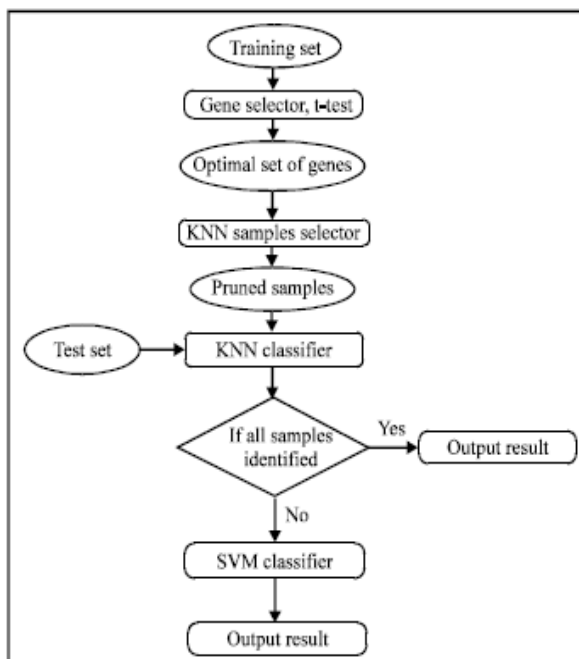 Training set
Gene selector, t-test
Optimal set of genes
KNN samples selector
Pruned samples
Test set
KNN classifier
If all samples
identified
Yes
Output result
No
SVM classifier
Output result